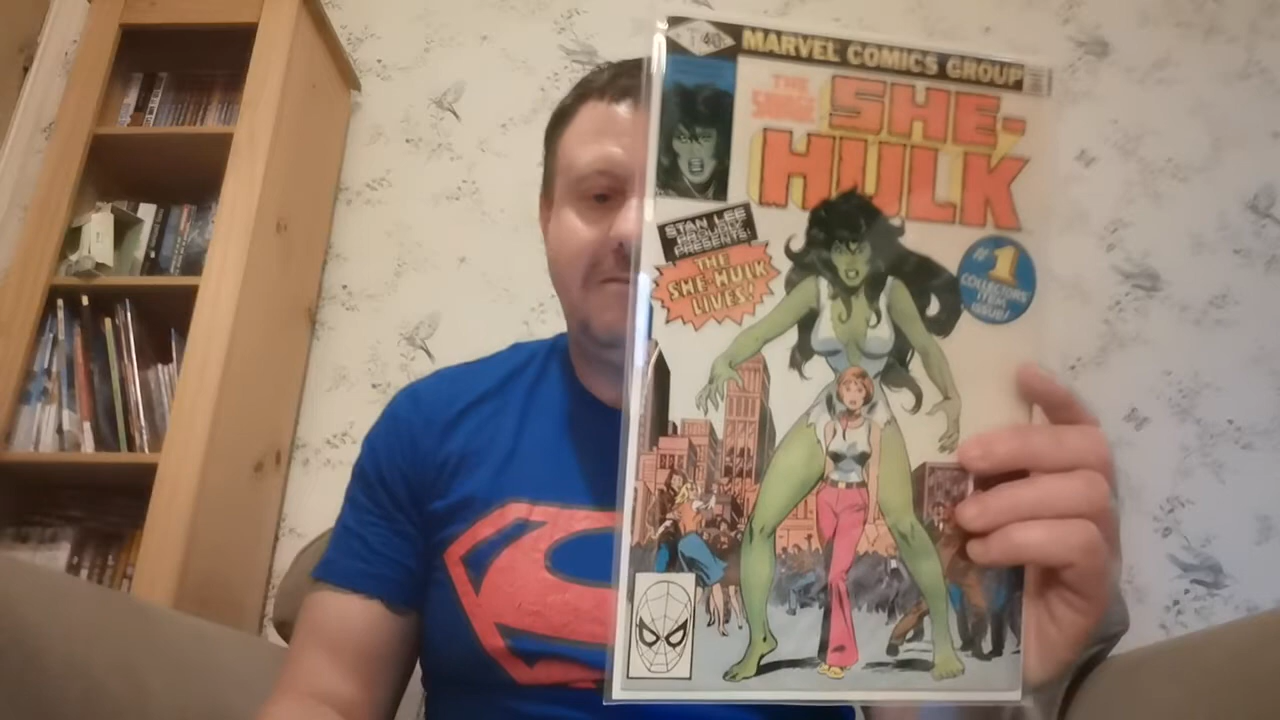 40¢
MARVEL COMICS GROUP
THE
SAVAGE
SHE-
HULK
STAN LEE
PROUDLY
PRESENTS:
THE
SHE-HULK
LIVES!
#1
COLLECTORS'
ITEM
ISSUE!